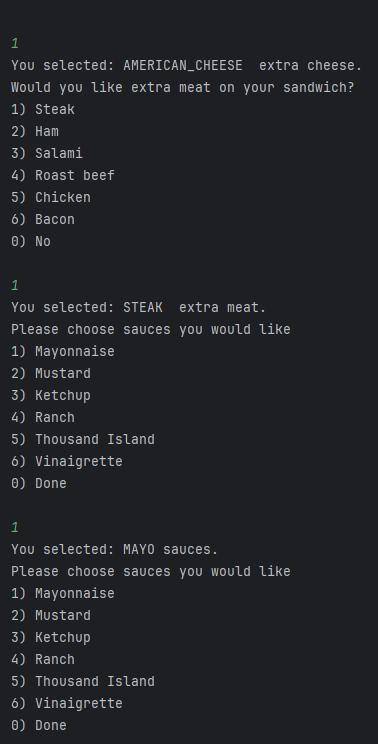 1
You selected: AMERICAN_CHEESE  extra cheese.
Would you like extra meat on your sandwich?
1) Steak
2) Ham
3) Salami
4) Roast beef
5) Chicken
6) Bacon
0) No
1
You selected: STEAK  extra meat.
Please choose sauces you would like
1) Mayonnaise
2) Mustard
3) Ketchup
4) Ranch
5) Thousand Island
6) Vinaigrette
0) Done
1
You selected: MAYO sauces.
Please choose sauces you would like
1) Mayonnaise
2) Mustard
3) Ketchup
4) Ranch
5) Thousand Island
6) Vinaigrette
0) Done